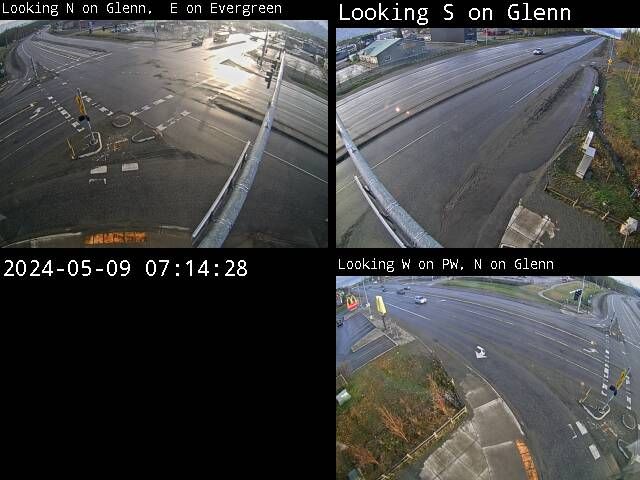 Looking N on Glenn,  E on Evergreen
Looking S on Glenn
2024-05-09 07:14:28
Looking W on PW, N on Glenn